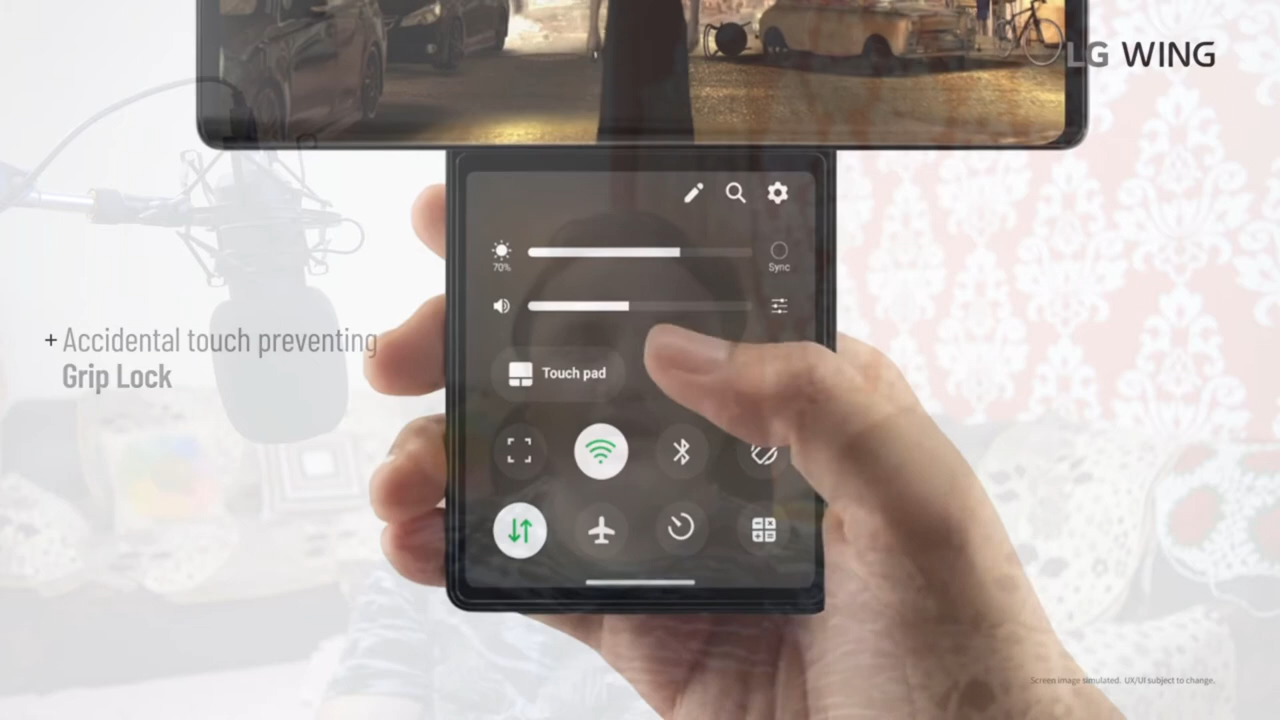 LG WING
70%
Sync
+ Accidental touch preventing
Grip Lock
Touch pad
Screen image simulated. UX/UI subject to change.